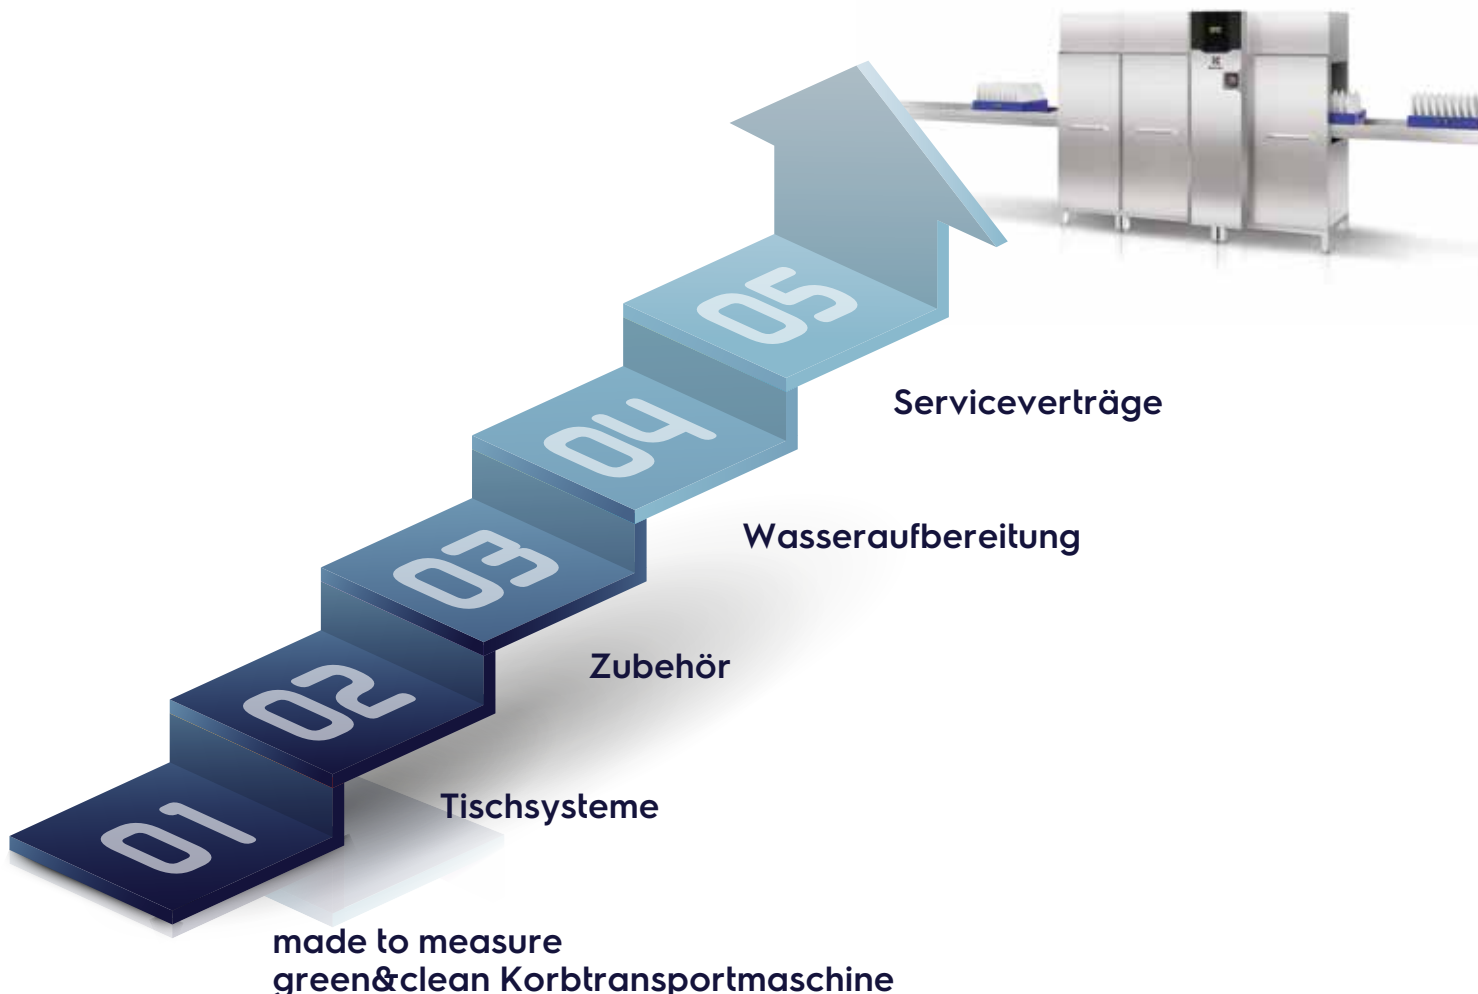 05
Serviceverträge
04
Wasseraufbereitung
03
Zubehör
02
Tischsysteme
01
made to measure
green&clean Korbtransportmaschine